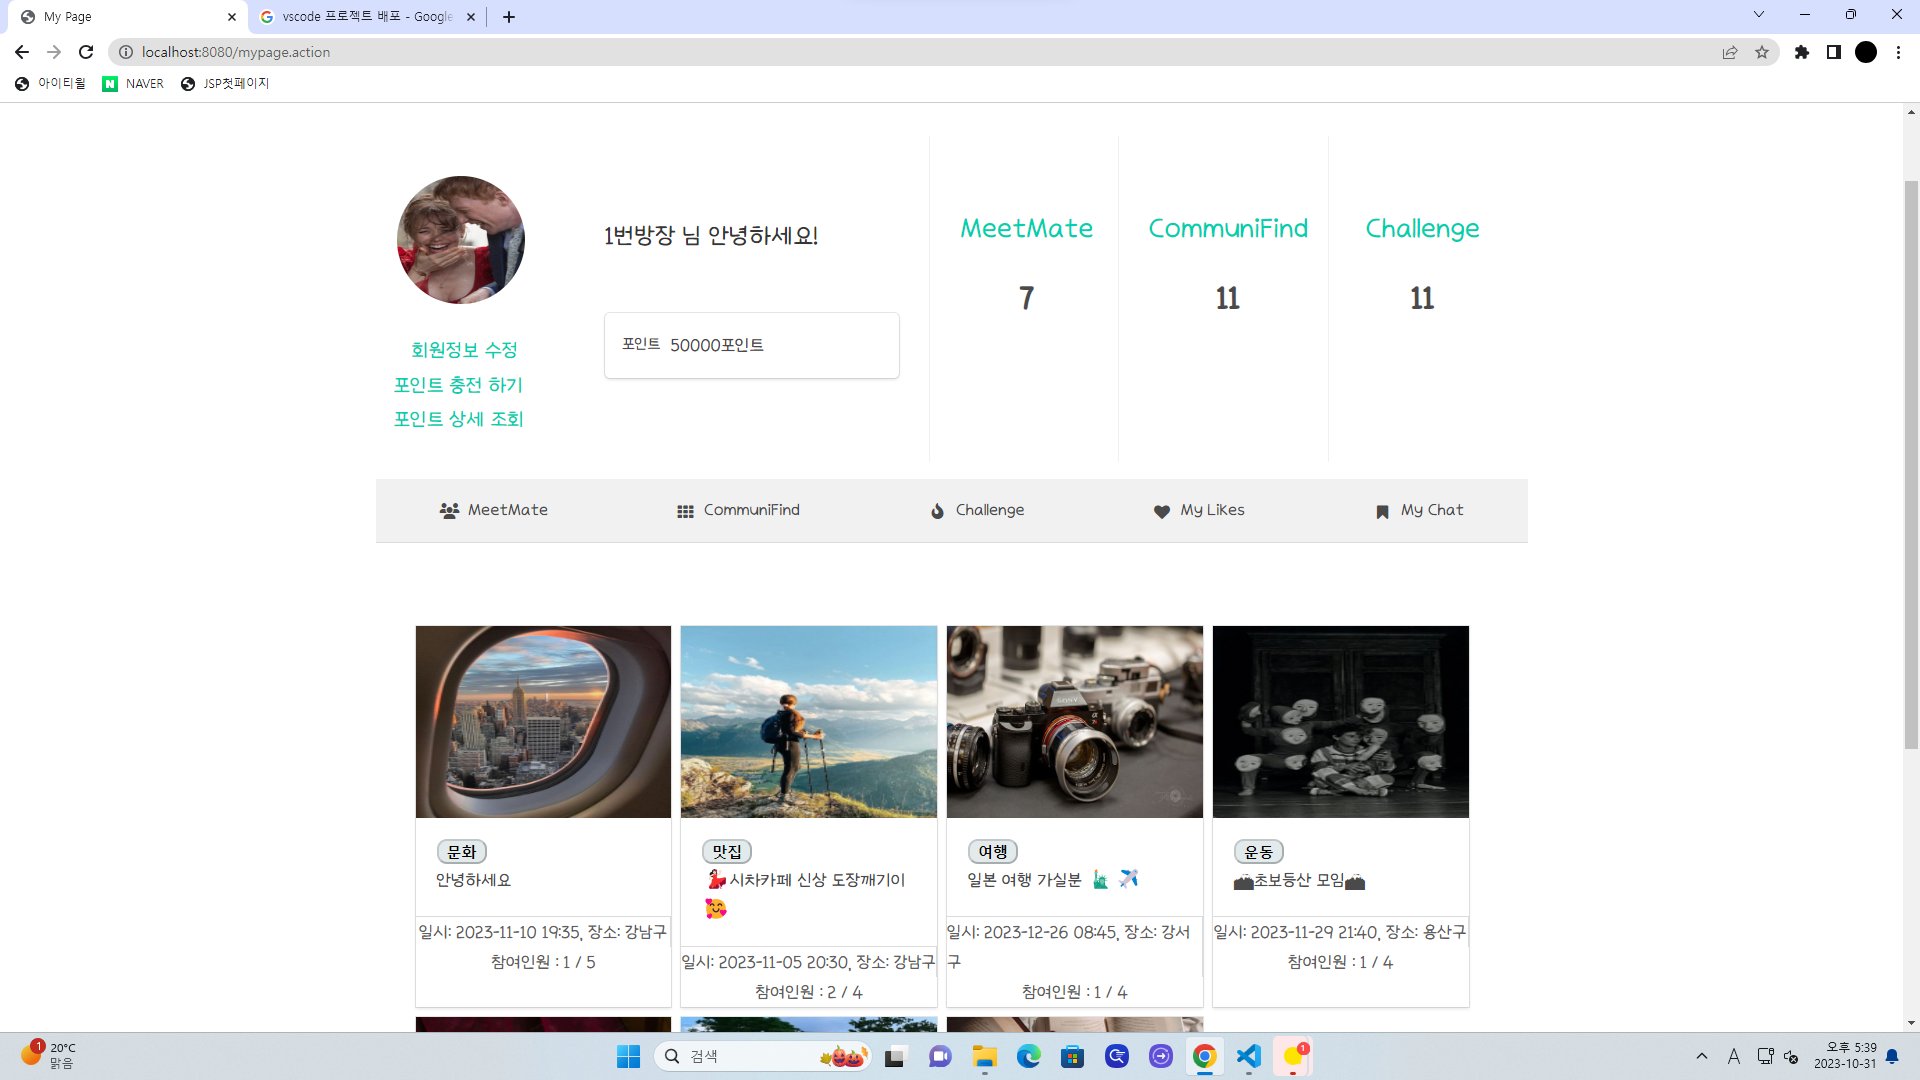 My Page
vscode 프로젝트 배포 - Google
localhost:8080/mypage.action
아이티윌
NAVER
JSP첫페이지
1번방장 님 안녕하세요!
포인트 50000포인트
회원정보 수정
포인트 충전 하기
포인트 상세 조회
MeetMate
7
CommuniFind
11
Challenge
11
MeetMate
CommuniFind
Challenge
My Likes
My Chat
문화
안녕하세요
일시: 2023-11-10 19:35, 장소: 강남구
참여인원 : 1 / 5
맛집
💃시차카페 신상 도장깨기이
🥰
일시: 2023-11-05 20:30, 장소: 강남구
참여인원 : 2 / 4
여행
일본 여행 가실분 🗽 ✈️
일시: 2023-12-26 08:45, 장소: 강서
구
참여인원 : 1 / 4
운동
🏔초보등산 모임🏔
일시: 2023-11-29 21:40, 장소: 용산구
참여인원 : 1 / 4
SONY
1
20°C
맑음
검색
1
A
오후 5:39
2023-10-31